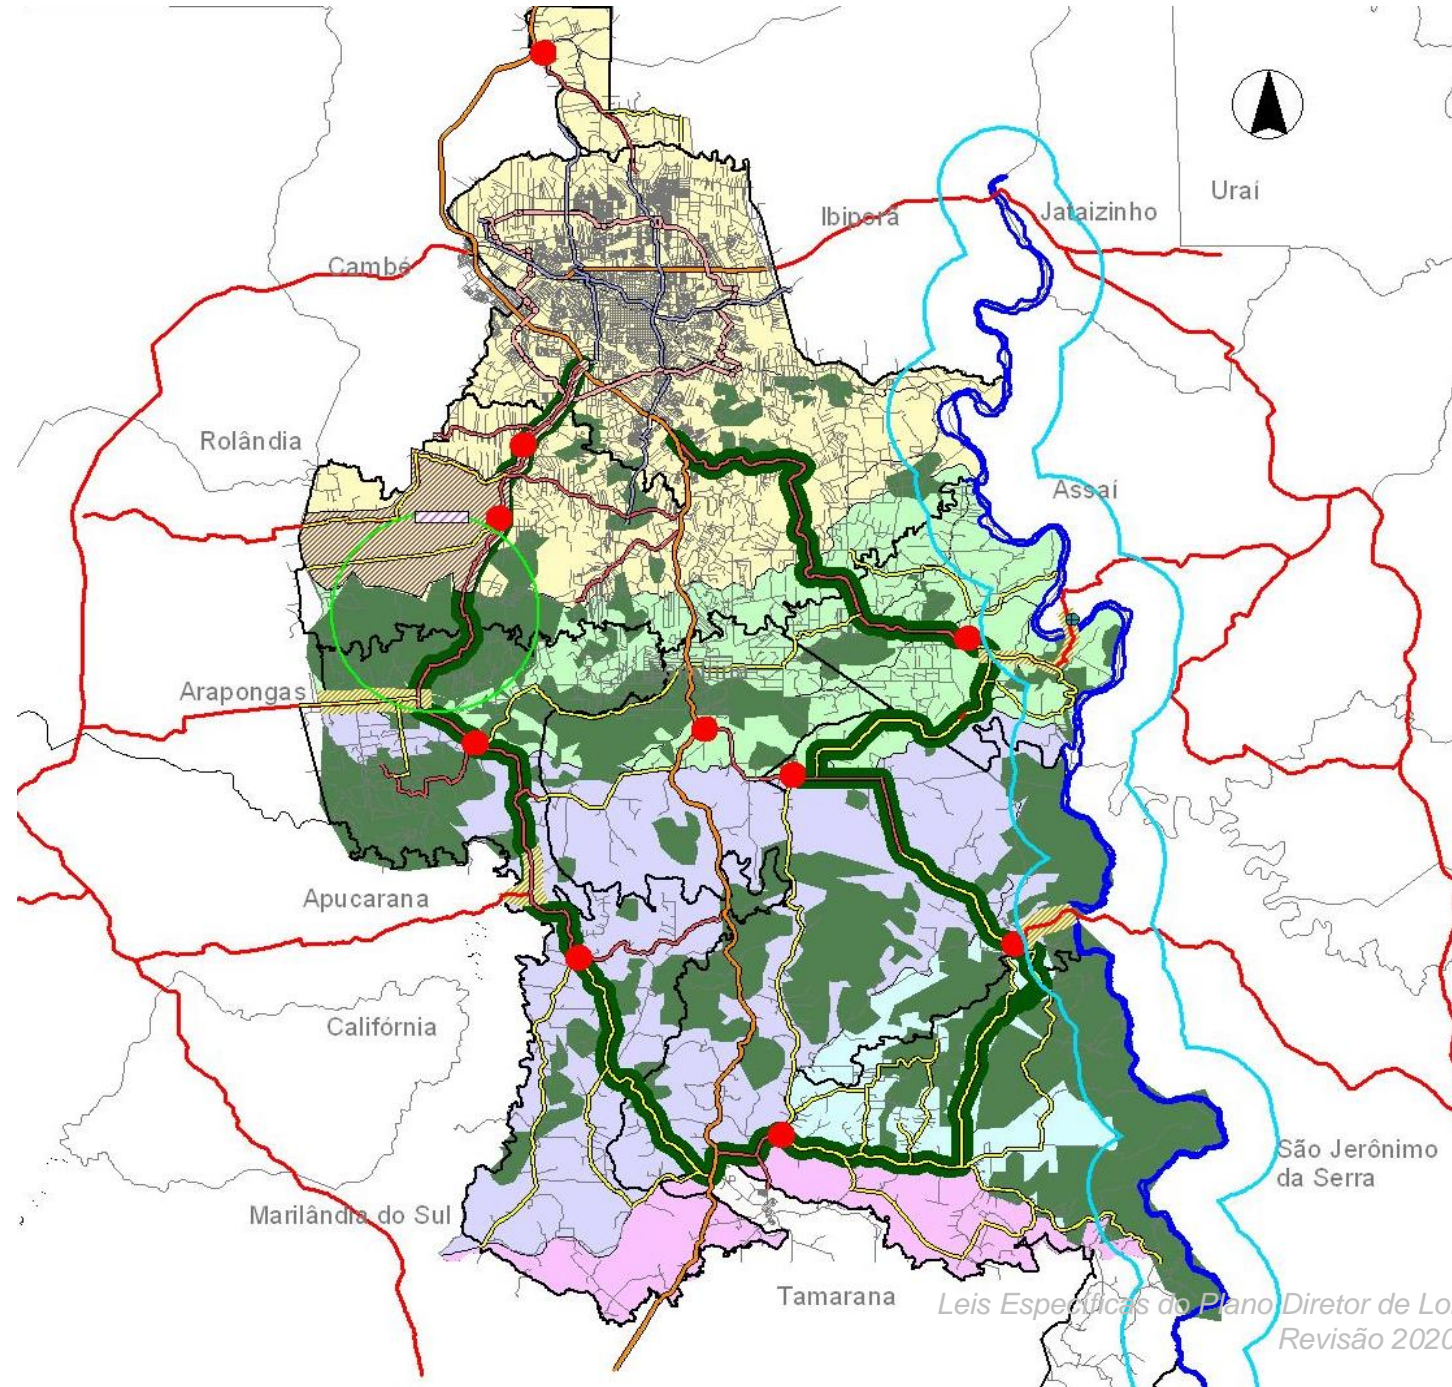 Uraí
Jataizinho
Ibiporã
Cambé
Rolândia
Assaí
Arapongas
Apucarana
Califórnia
São Jerônimo
da Serra
Marilândia do Sul
Tamarana
Leis Específicas do Plano Diretor de Lo
Revisão 2020